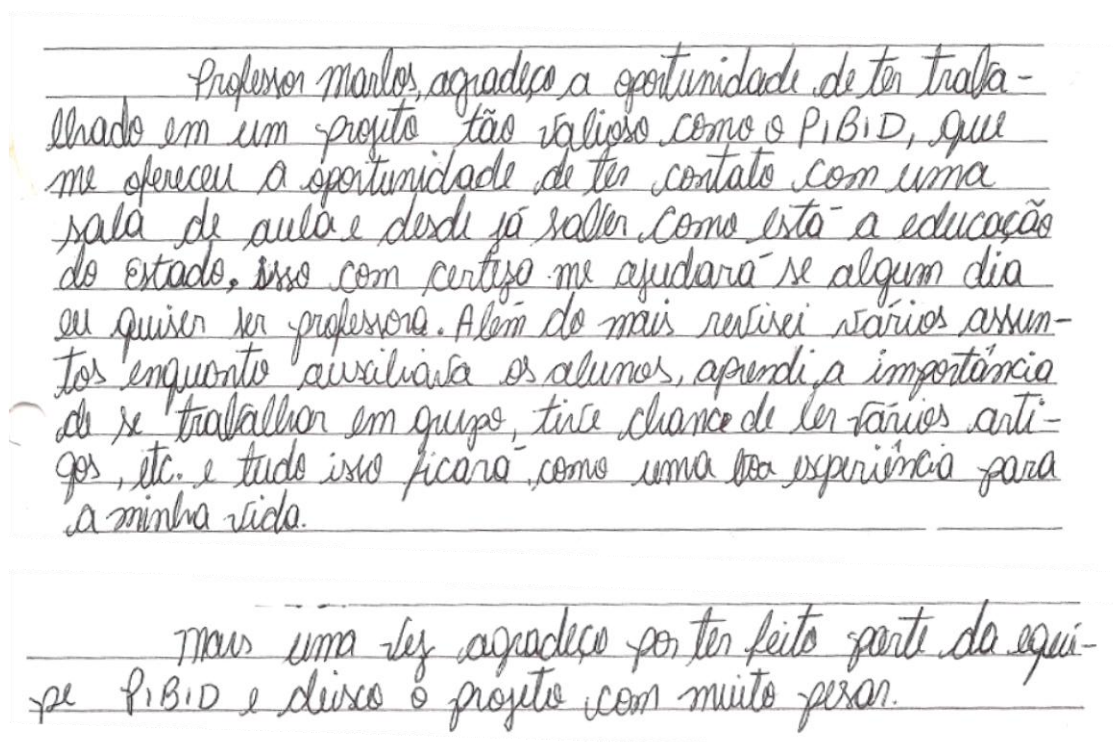 Professor Marlos, agradeço a oportunidade de ter traba-
lhado em um projeto tão valioso como o PIBID, que
me ofereceu a oportunidade de ter contato com uma
sala de aula e desde já saber como está a educação
do Estado. Isso com certeza me ajudará se algum dia
eu quiser ser professora. Além do mais revisei vários assun-
tos enquanto auxiliava os alunos, aprendi a importância
de se trabalhar em grupo, tive chance de ler vários arti-
gos, etc. e tudo isso ficará como uma boa experiência para
a minha vida.
Mais uma vez agradeço por ter feito parte da equi-
pe PIBID e deixo o projeto com muito pesar.